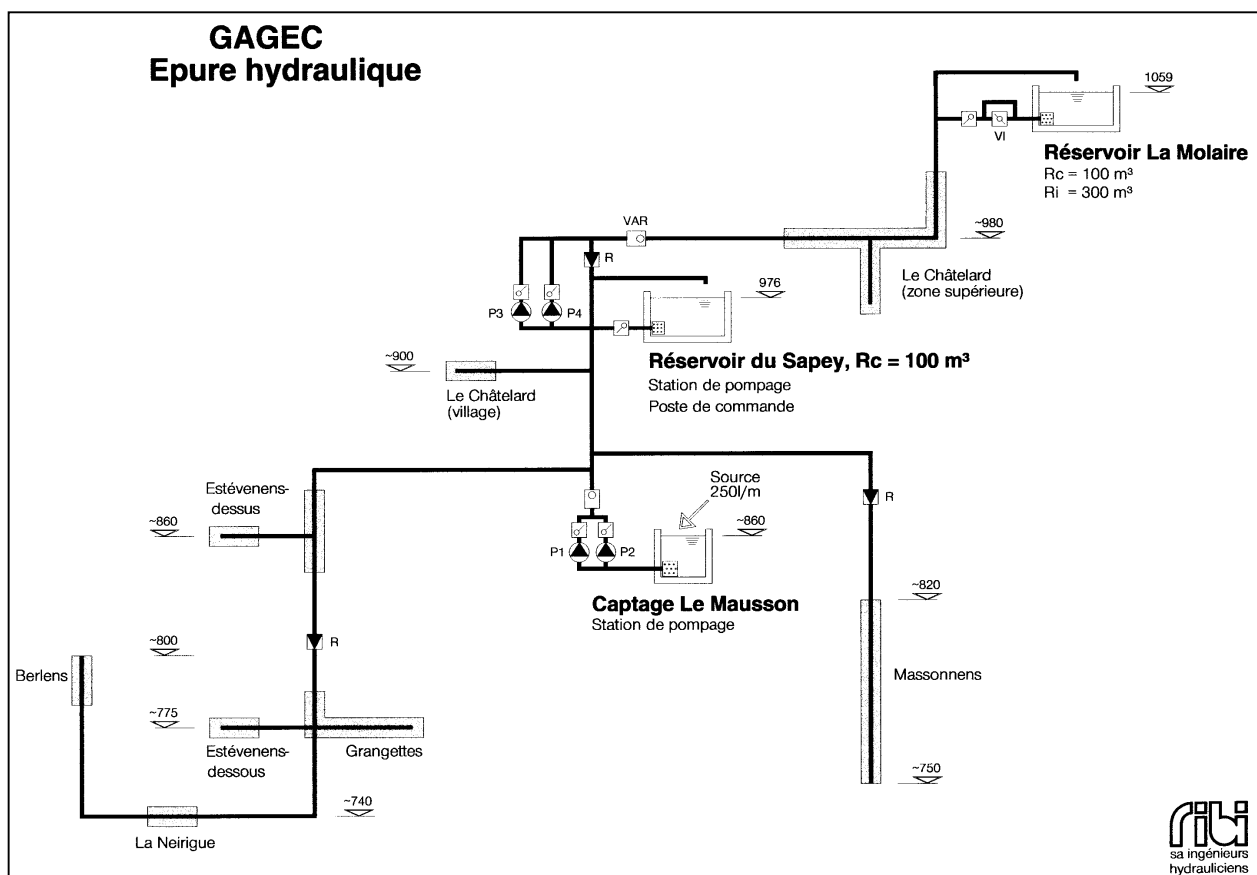 GAGEC
Epure hydraulique
1059
VI
Réservoir La Molaire
Rc = 100 m³
Ri = 300 m³
VAR
~980
R
Le Châtelard
(zone supérieure)
976
P3
P4
Réservoir du Sapey, Rc = 100 m³
Station de pompage
Poste de commande
~900
Le Châtelard
(village)
Source
250l/m
Estévenens-
dessus
R
~860
~860
P1
P2
Captage Le Mausson
Station de pompage
~820
~800
R
Berlens
Massonnens
~775
Estévenens-
dessous
Grangettes
~750
~740
La Neirigue
ribi
sa ingénieurs
hydrauliciens